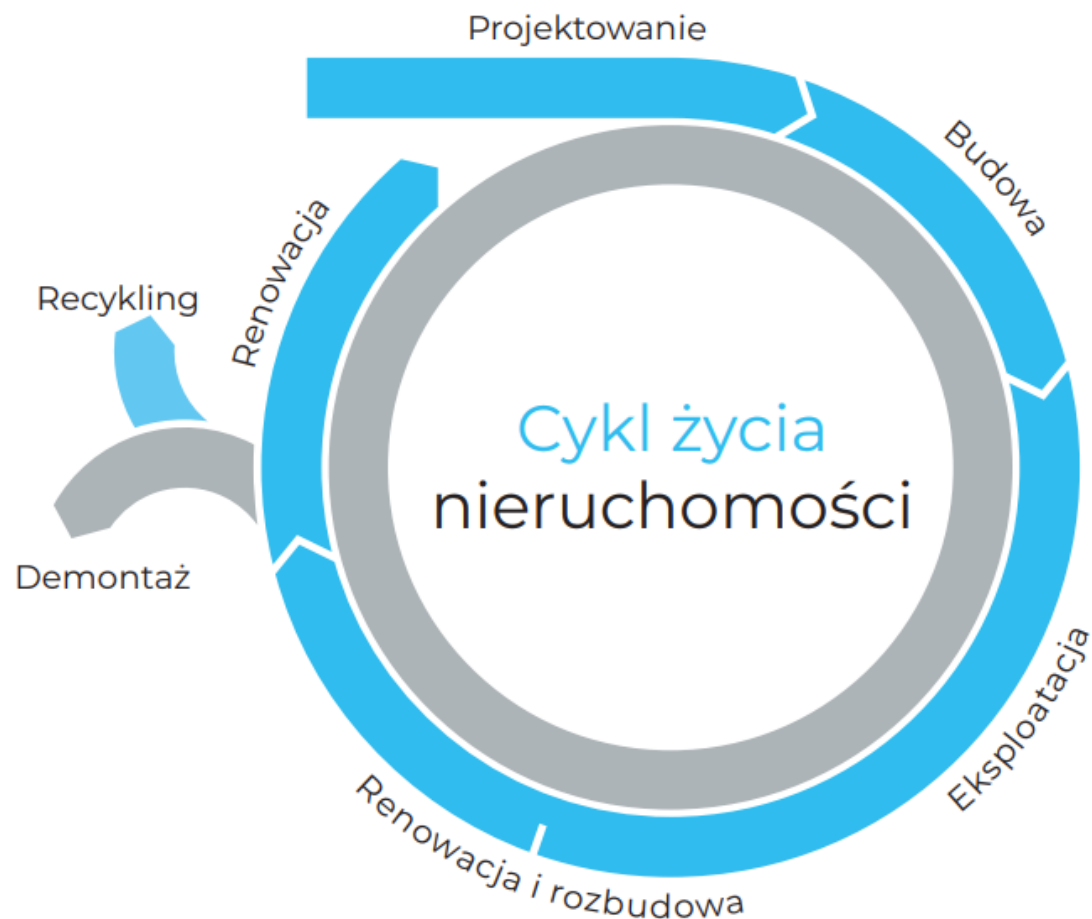 Projektowanie
Budowa
Renowacja
Recykling
Cykl życia
nieruchomości
Demontaż
Eksploatacja
Renowacja i rozbudowa